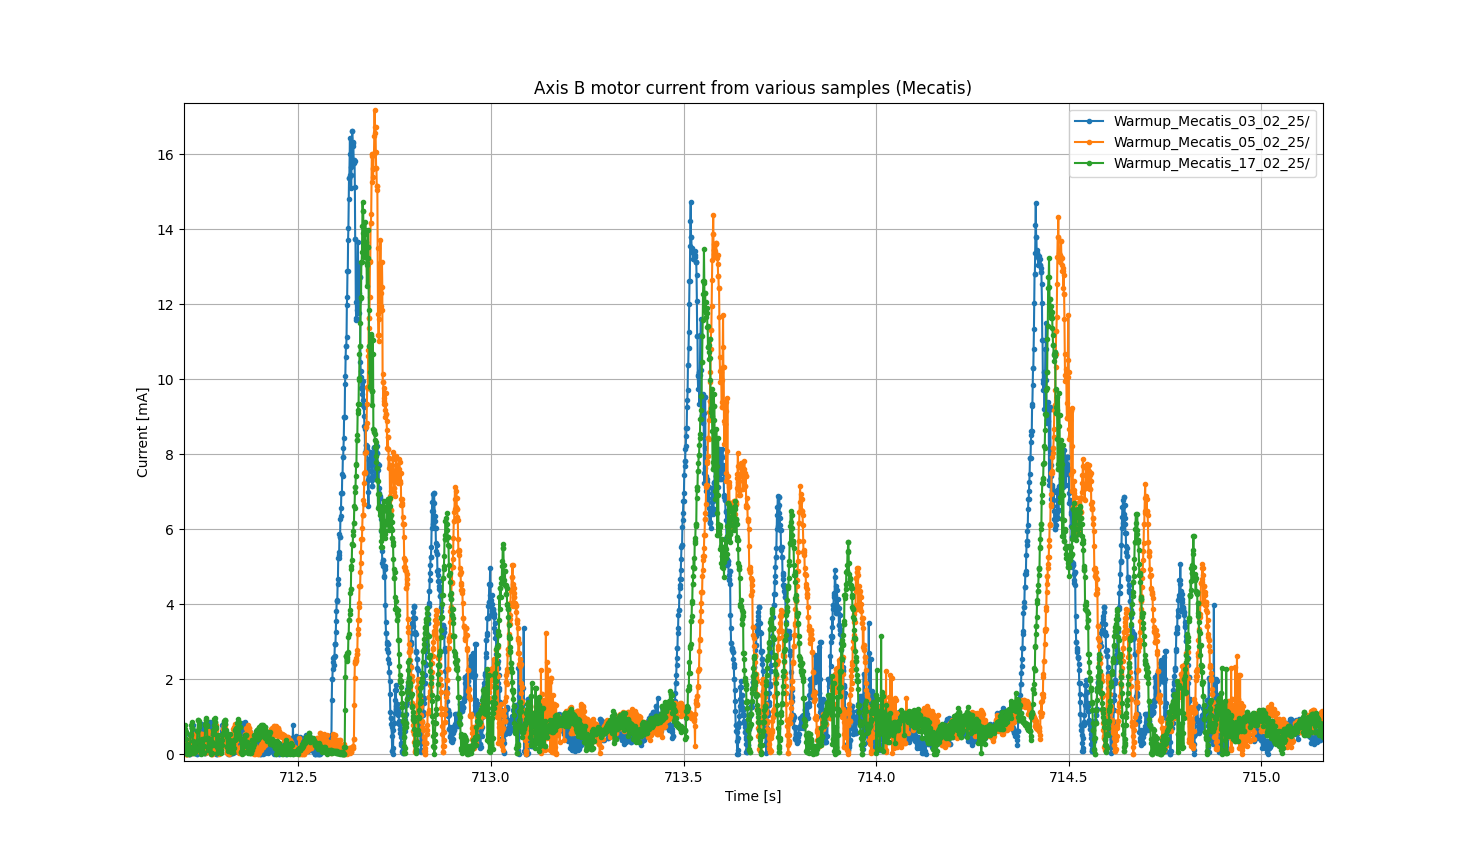 Axis B motor current from various samples (Mecatis)
Warmup_Mecatis_03_02_25/
Warmup_Mecatis_05_02_25/
Warmup_Mecatis_17_02_25/
Current [mA]
16
14
12
10
8
6
4
2
0
712.5 713.0 713.5 714.0 714.5 715.0
Time [s]